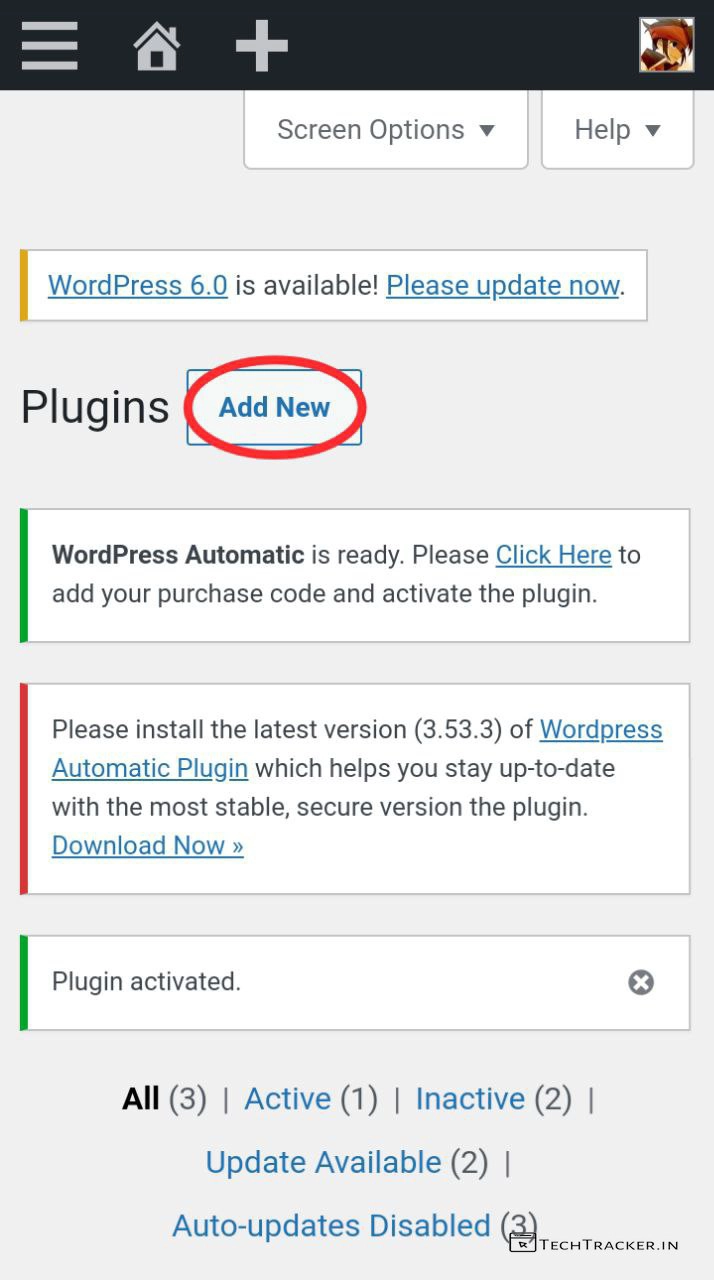 Screen Options ▼
Help ▼
WordPress 6.0 is available! Please update now.
Plugins
Add New
WordPress Automatic is ready. Please Click Here to
add your purchase code and activate the plugin.
Please install the latest version (3.53.3) of Wordpress
Automatic Plugin which helps you stay up-to-date
with the most stable, secure version the plugin.
Download Now »
Plugin activated.
All (3) | Active (1) | Inactive (2) |
Update Available (2) |
Auto-updates Disabled (3)
TECHTRACKER.IN